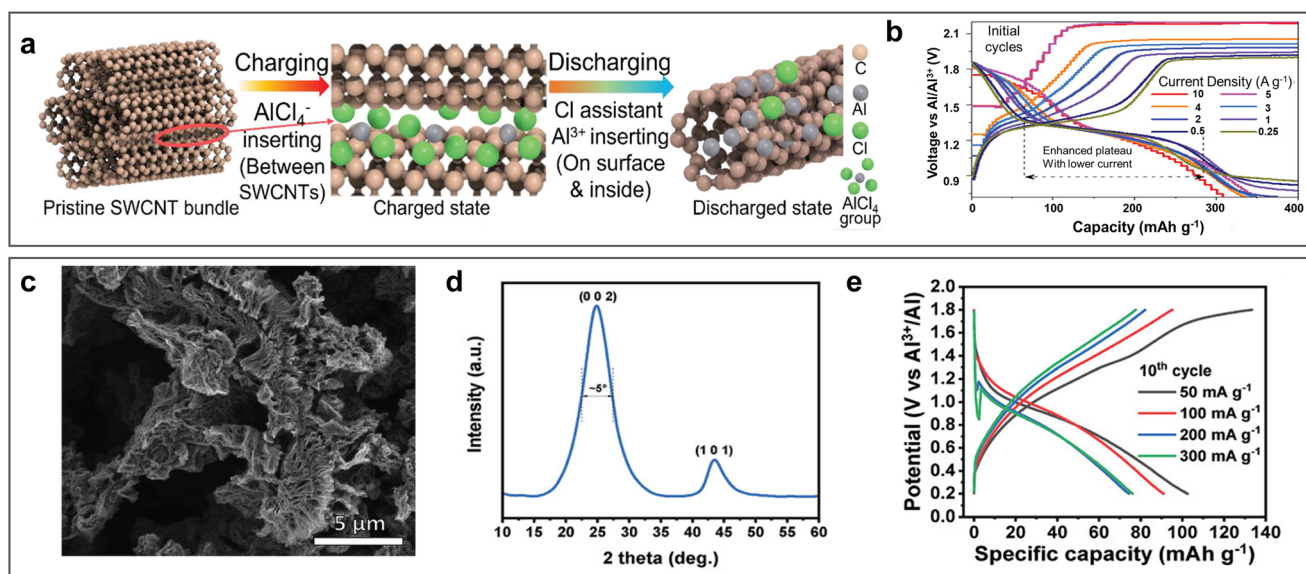 a
Charging
AlCl4-
inserting
(Between
SWCNTs)
Pristine SWCNT bundle
Charged state
Discharging
Cl assistant
Al3+ inserting
(On surface
& inside)
Discharged state
C
Al
Cl
AlCl4
group
b
Voltage vs Al/Al3+ (V)
2.1
1.8
1.5
1.2
0.9
Initial
cycles
Current Density (A g-1)
10 5
4 3
2 1
0.5 0.25
Enhanced plateau
With lower current
0 100 200 300 400
Capacity (mAh g-1)
c
5 µm
d
Intensity (a.u.)
(0 0 2)
~5°
(1 0 1)
10 15 20 25 30 35 40 45 50 55 60
2 theta (deg.)
e
Potential (V vs Al3+/Al)
2.0
1.8
1.6
1.4
1.2
1.0
0.8
0.6
0.4
0.2
10th cycle
50 mA g-1
100 mA g-1
200 mA g-1
300 mA g-1
0 20 40 60 80 100 120 140
Specific capacity (mAh g-1)